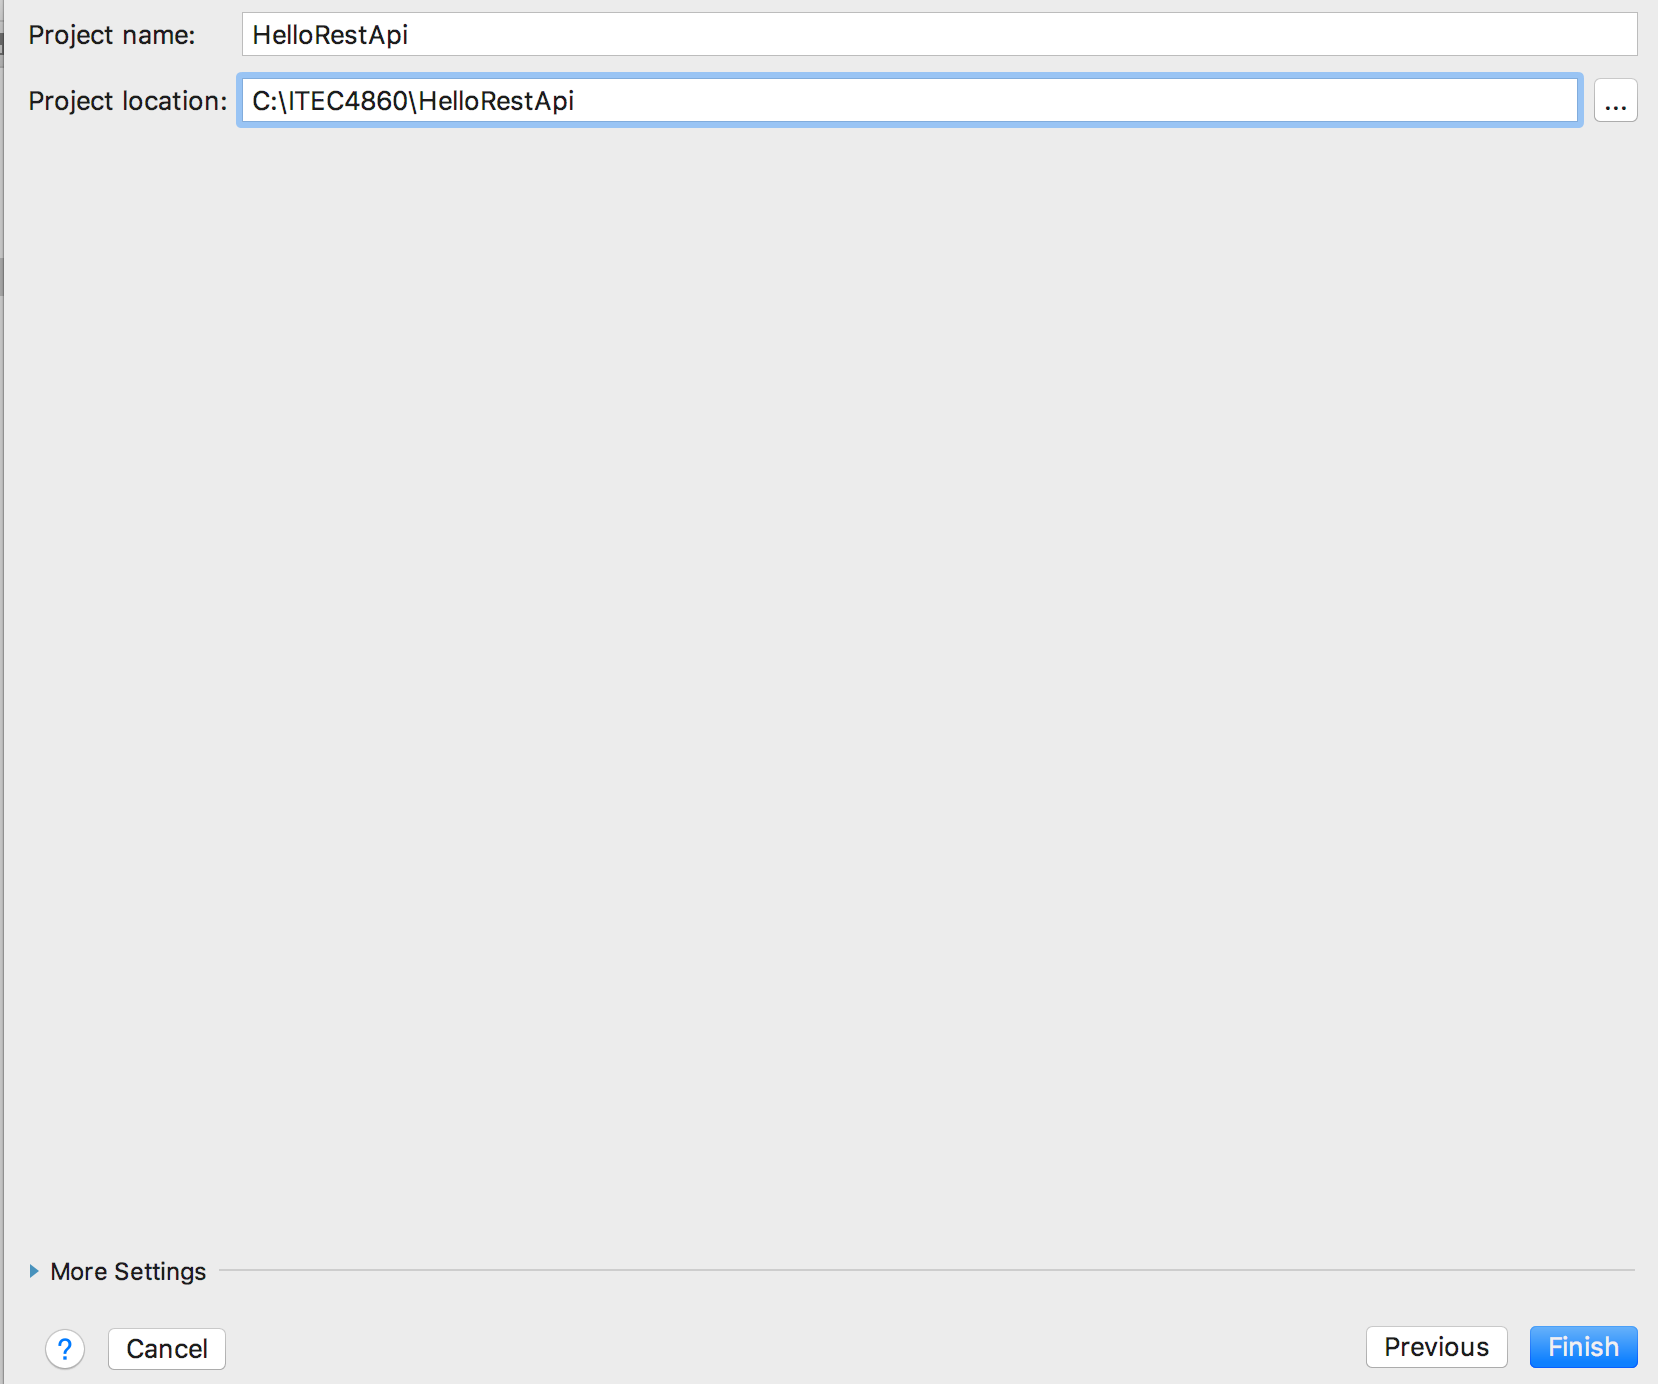 Project name: HelloRestApi
Project location: C:\ITEC4860\HelloRestApi ...
More Settings
? Cancel Previous Finish